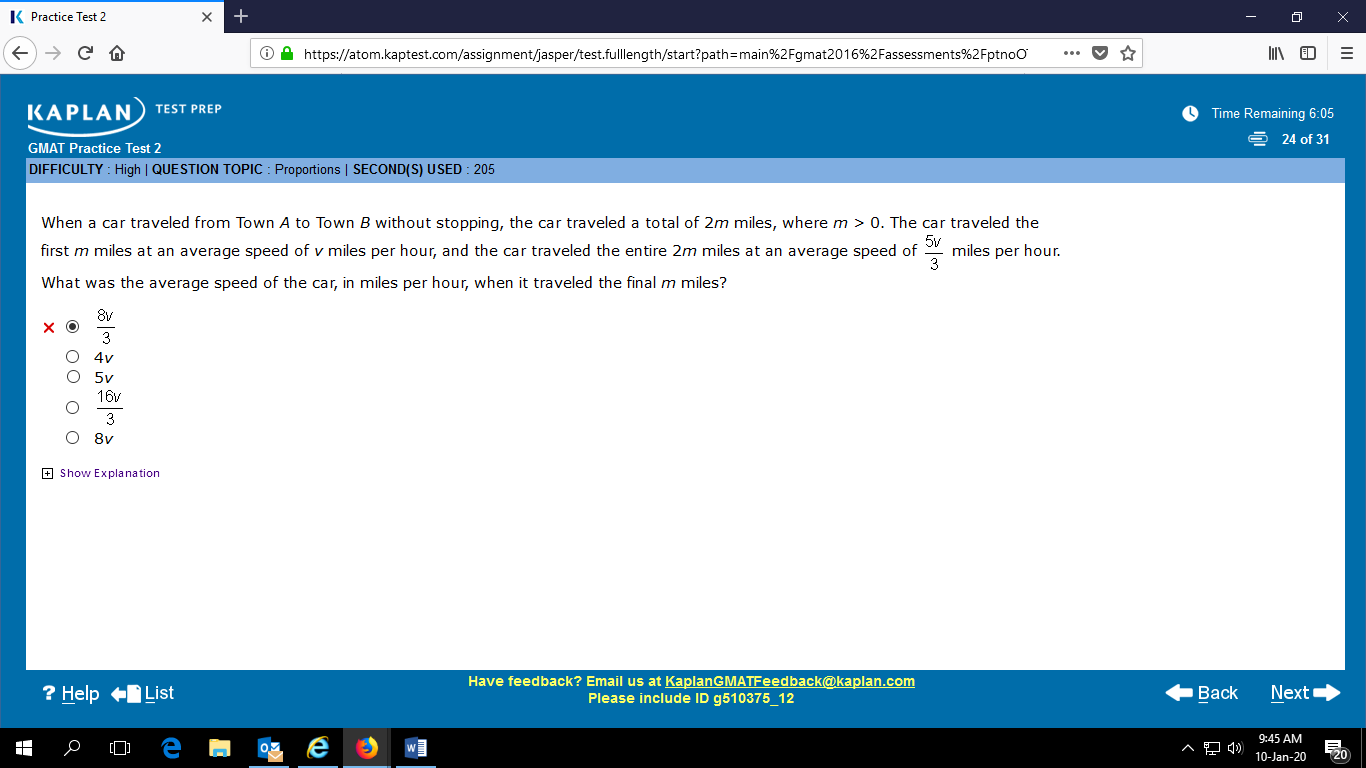 Practice Test 2
https://atom.kaptest.com/assignment/jasper/test.fulllength/start?path=main%2Fgmat2016%2Fassessments%2FptnoO
KAPLAN TEST PREP
Time Remaining 6:05
GMAT Practice Test 2
24 of 31
DIFFICULTY : High | QUESTION TOPIC : Proportions | SECOND(S) USED : 205
When a car traveled from Town A to Town B without stopping, the car traveled a total of 2m miles, where m > 0. The car traveled the
first m miles at an average speed of v miles per hour, and the car traveled the entire 2m miles at an average speed of 5v/3 miles per hour.
What was the average speed of the car, in miles per hour, when it traveled the final m miles?
8v/3
4v
5v
16v/3
8v
Show Explanation
Have feedback? Email us at KaplanGMATFeedback@kaplan.com
Please include ID g510375_12
? Help
List
Back
Next
9:45 AM
10-Jan-20
20